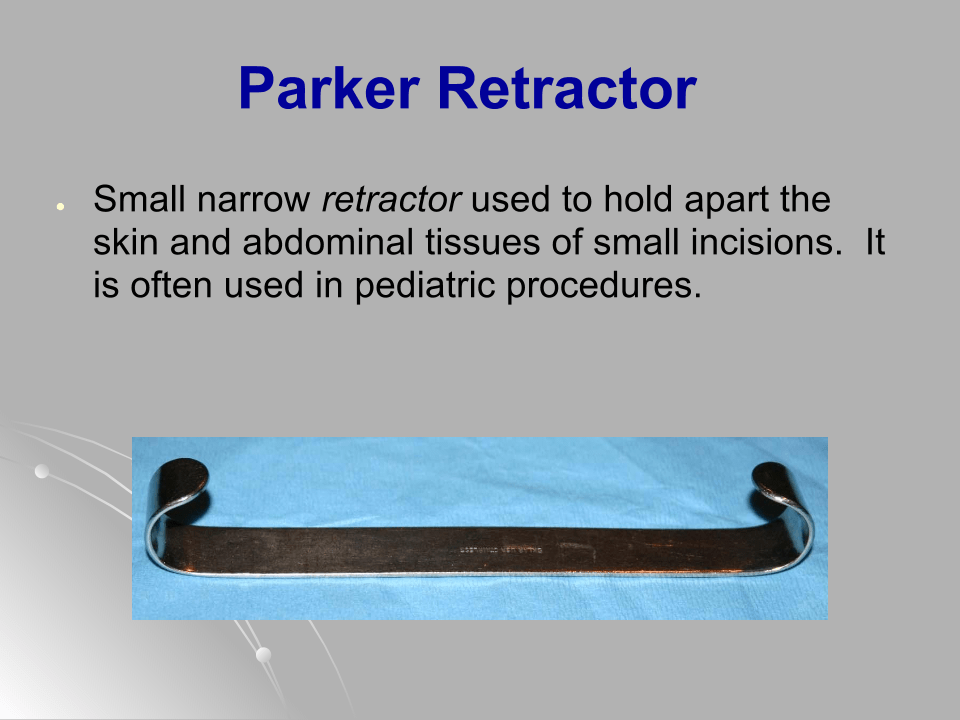 Parker Retractor
Small narrow retractor used to hold apart the
skin and abdominal tissues of small incisions. It
is often used in pediatric procedures.